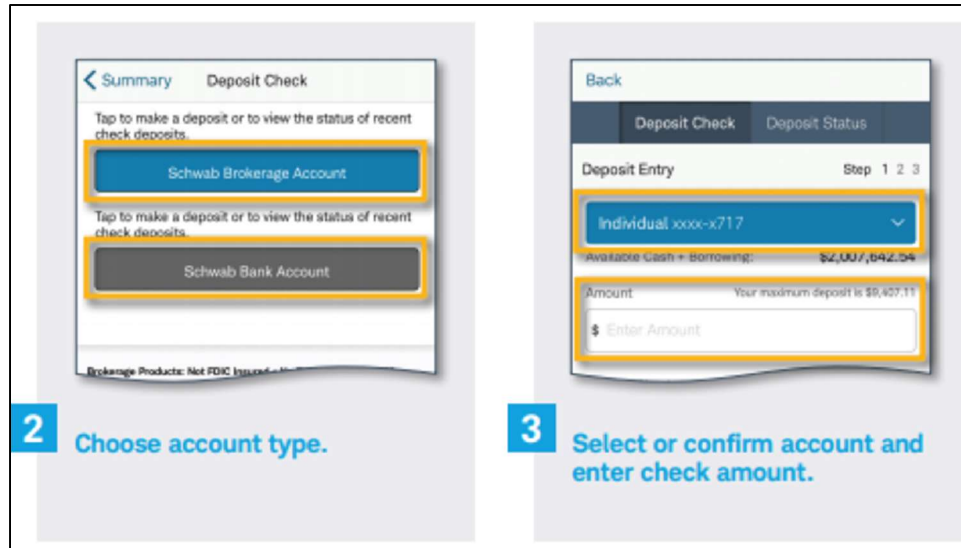 Summary Deposit Check
Tap to make a deposit or to view the status of recent
check deposits.
Schwab Brokerage Account
Tap to make a deposit or to view the status of recent
check deposits.
Schwab Bank Account
Brokerage Products: Not FDIC Insured
2
Choose account type.
Back
Deposit Check Deposit Status
Deposit Entry Step 1 2 3
Individual xxxx-x717
Available Cash + Borrowing: $2,007,642.54
Amount Your maximum deposit is $9,407.11
$ Enter Amount
3
Select or confirm account and
enter check amount.